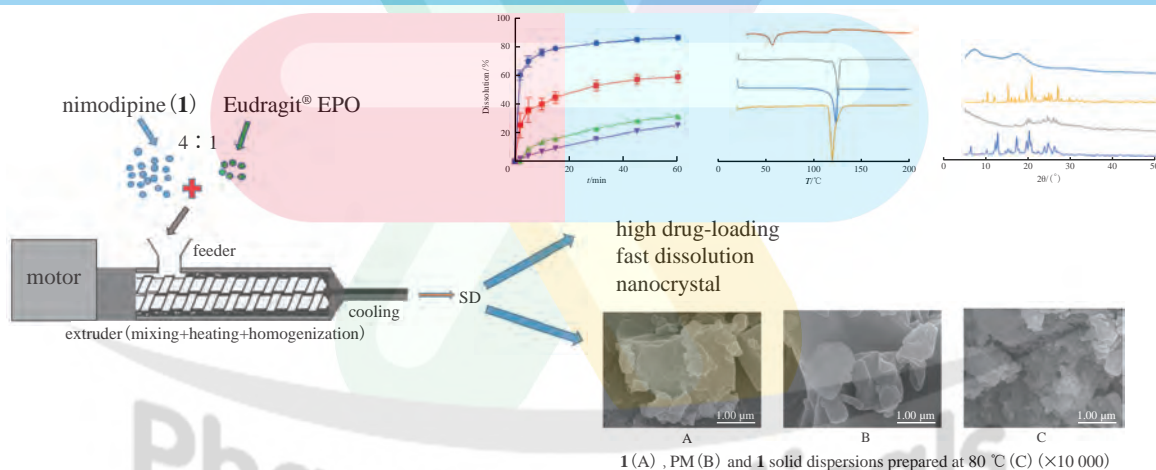 nimodipine (1)
Eudragit® EPO
4∶1
feeder
motor
cooling
SD
extruder (mixing+heating+homogenization)
Dissolution/%
100
80
60
40
20
0
20
40
60
t/min
0
50
100
150
200
T/℃
0
10
20
30
40
50
2θ/(°)
high drug-loading
fast dissolution
nanocrystal
1.00 μm
1.00 μm
1.00 μm
A
B
C
1 (A) , PM (B) and 1 solid dispersions prepared at 80 ℃ (C) (×10 000)